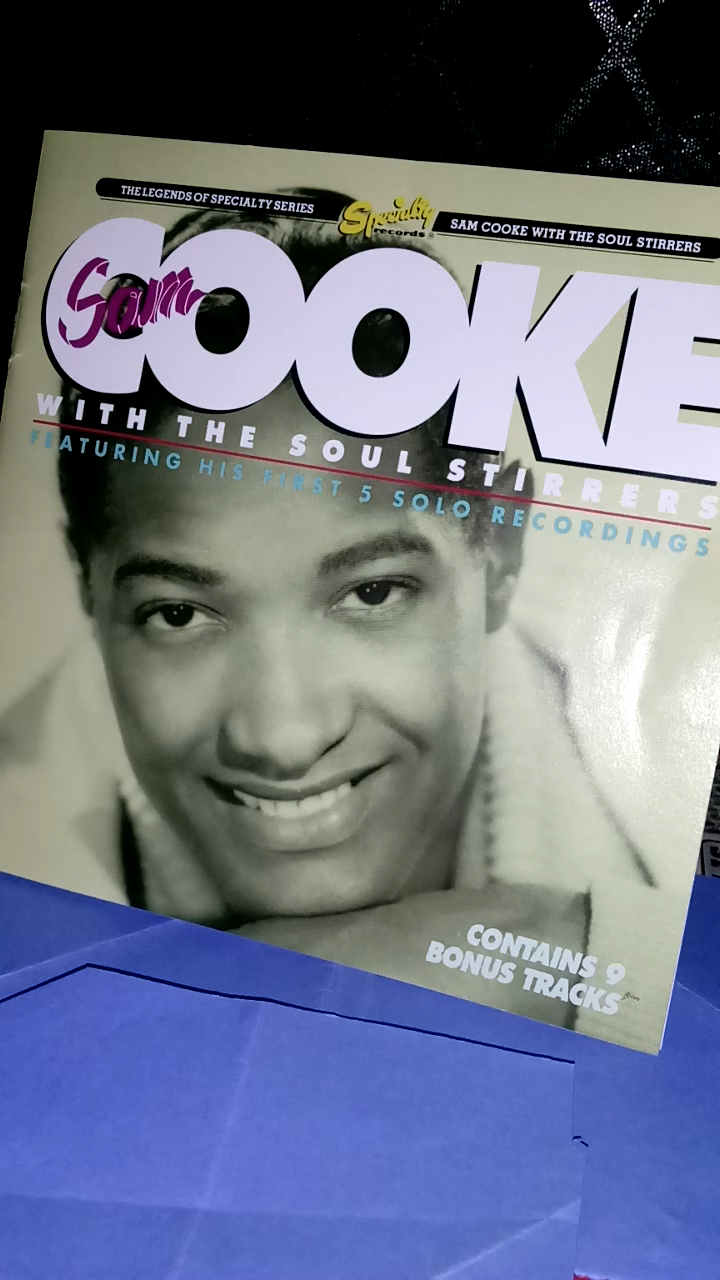 THE LEGENDS OF SPECIALTY SERIES
Specialty
records®
SAM COOKE WITH THE SOUL STIRRERS
Sam
COOKE
WITH THE SOUL STIRRERS
FEATURING HIS FIRST 5 SOLO RECORDINGS
CONTAINS 9
BONUS TRACKS